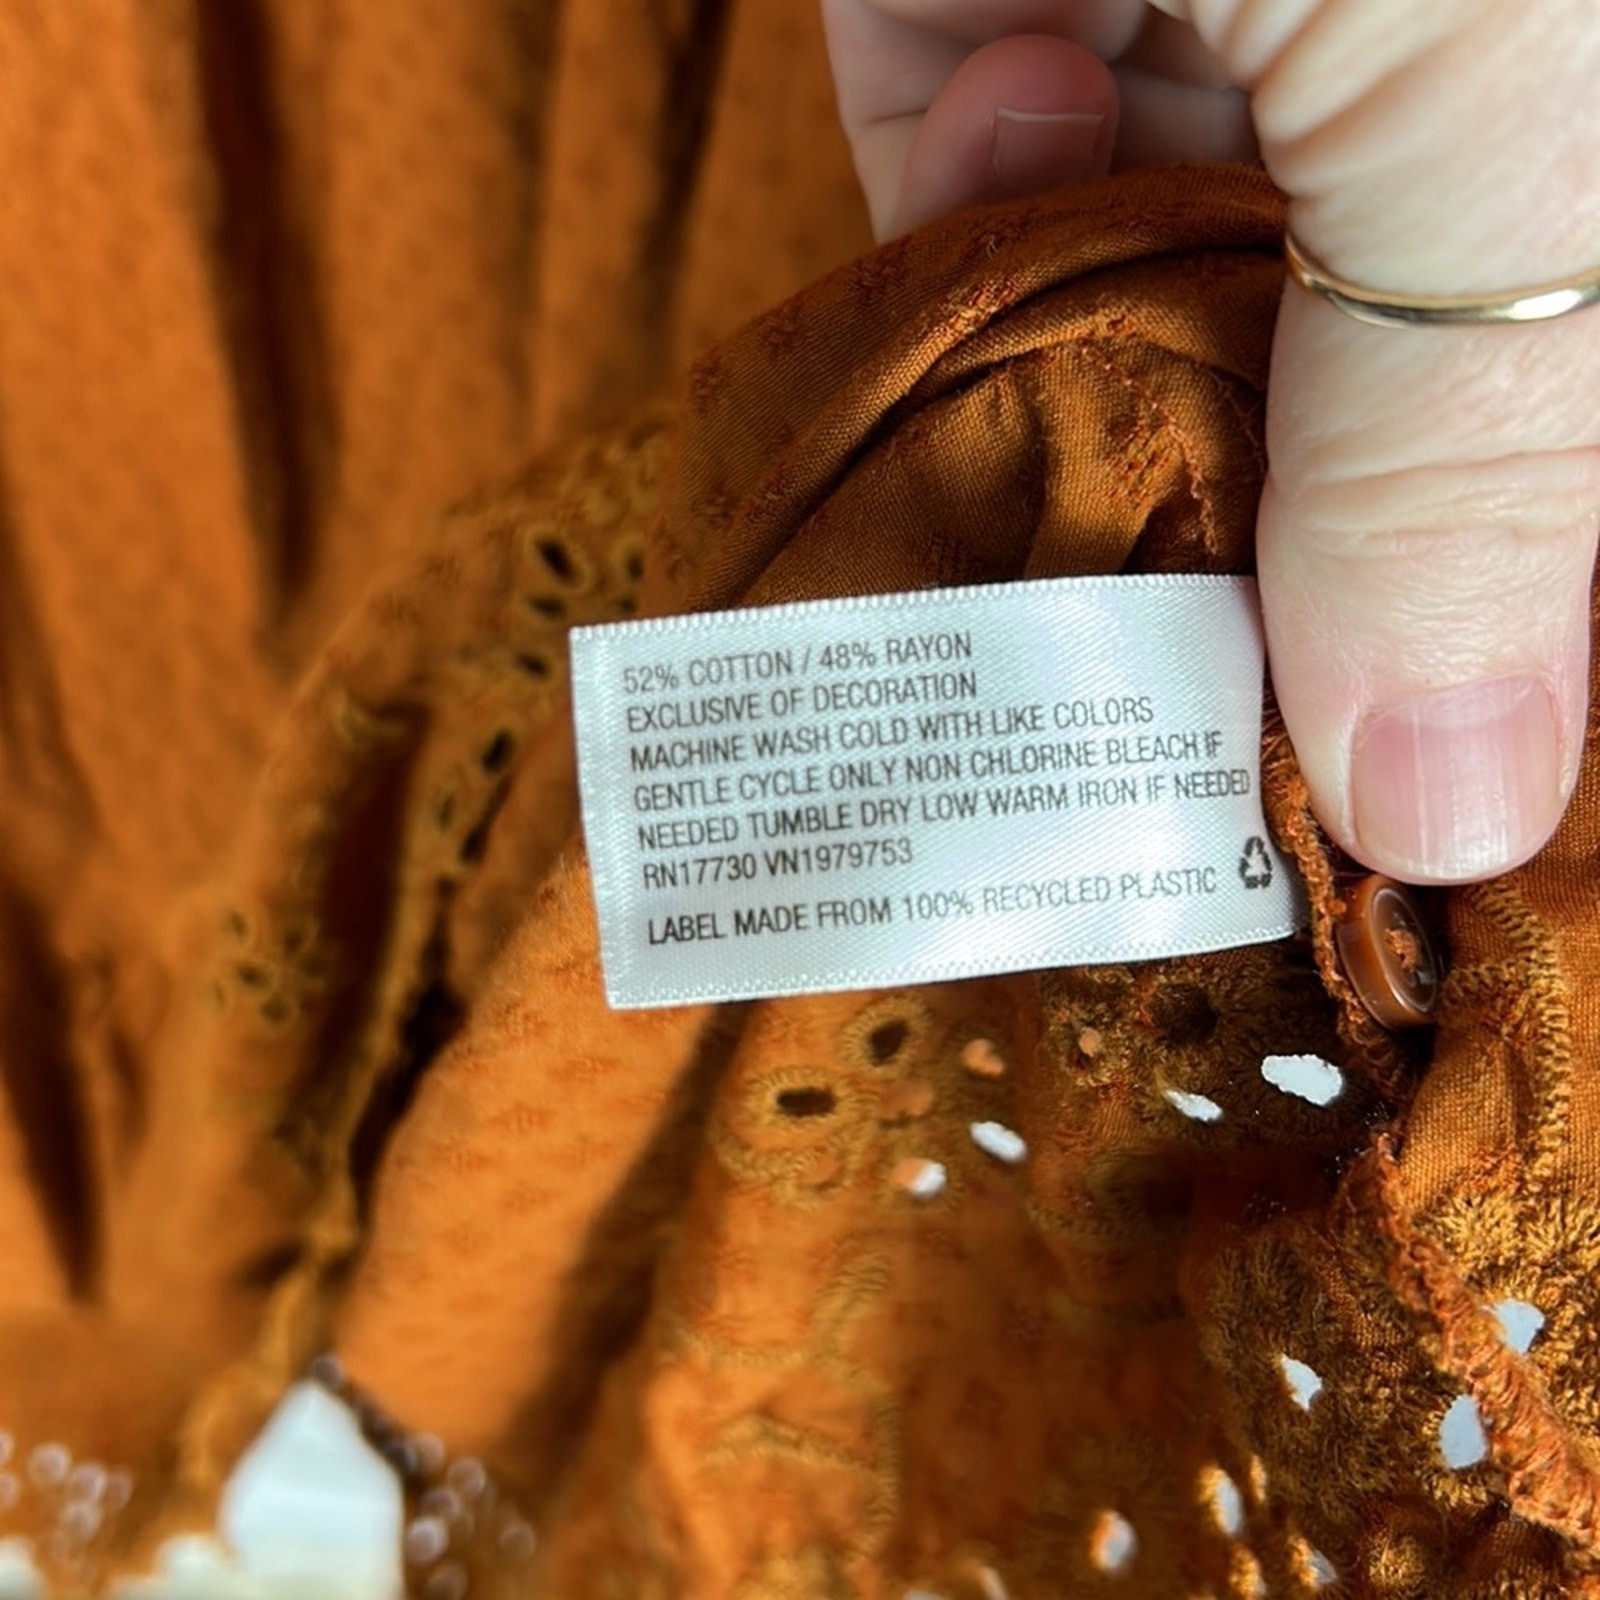 52% COTTON / 48% RAYON
EXCLUSIVE OF DECORATION
MACHINE WASH COLD WITH LIKE COLORS
GENTLE CYCLE ONLY NON CHLORINE BLEACH IF
NEEDED TUMBLE DRY LOW WARM IRON IF NEEDED
RN17730 VN1979753
LABEL MADE FROM 100% RECYCLED PLASTIC